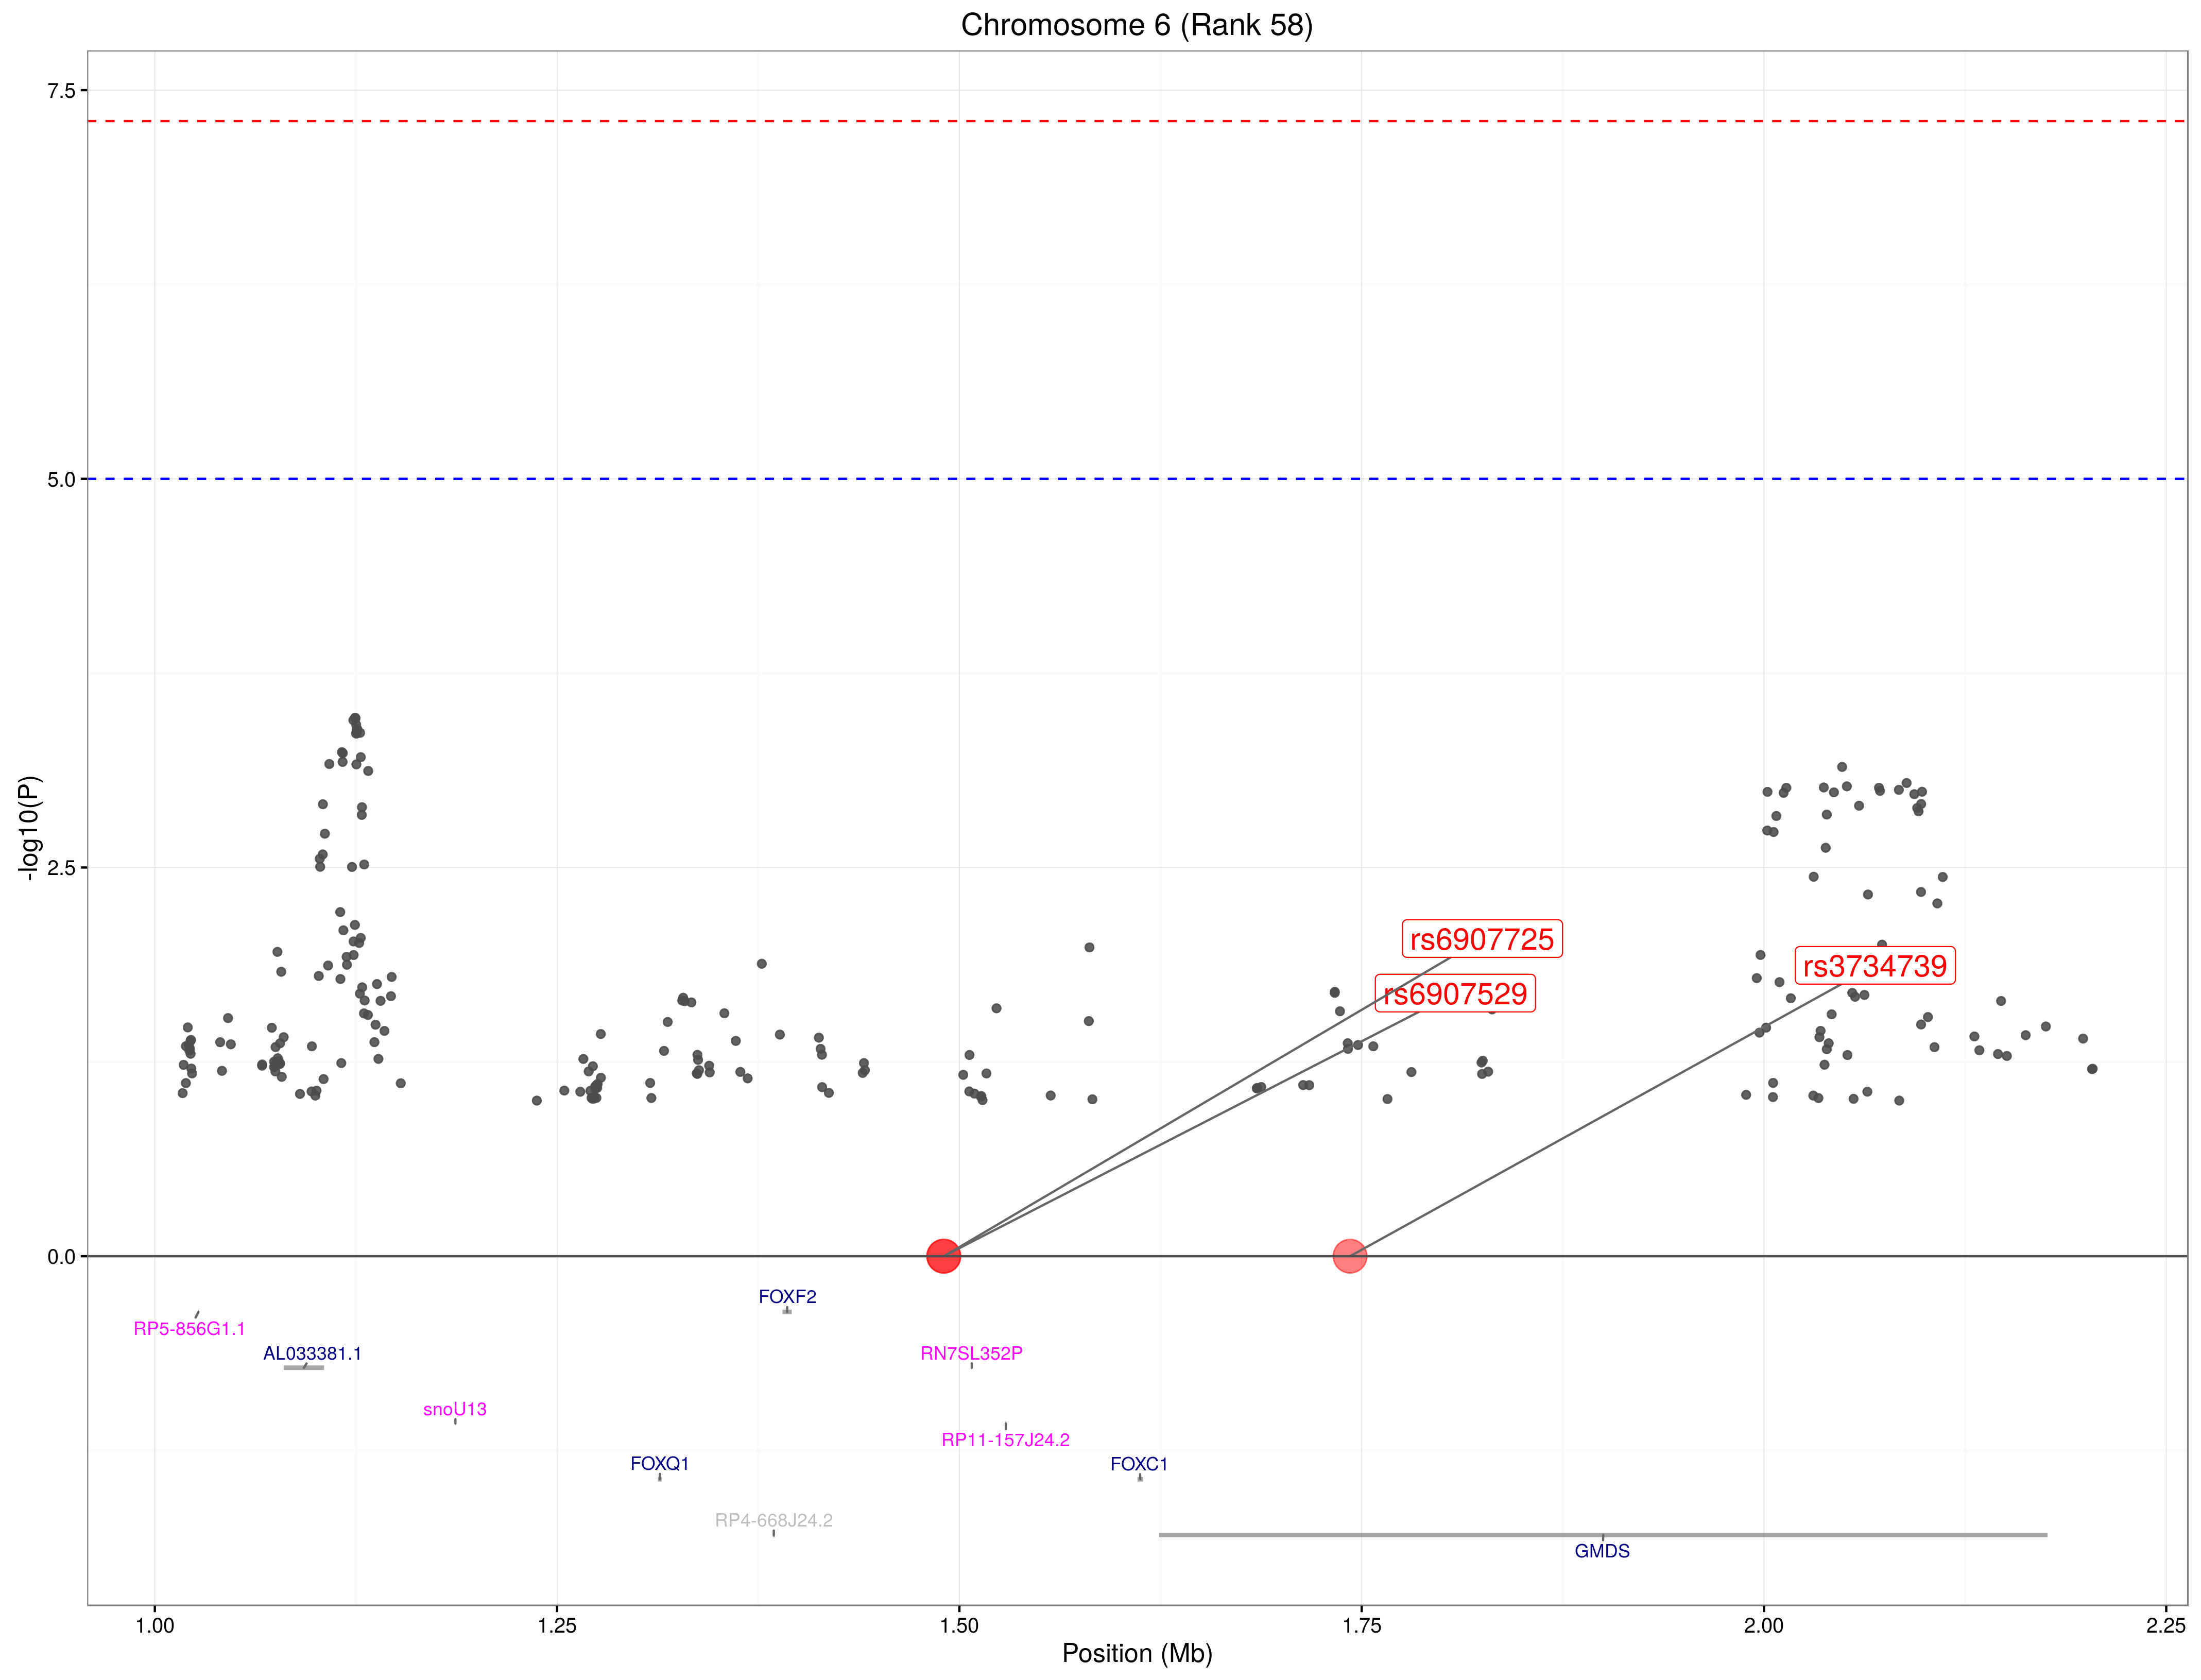 Chromosome 6 (Rank 58)
7.5
5.0
-log10(P)
2.5
rs6907725
rs3734739
rs6907529
0.0
FOXF2
RP5-856G1.1
AL033381.1
RN7SL352P
snoU13
RP11-157J24.2
FOXQ1
FOXC1
RP4-668J24.2
GMDS
1.00
1.25
1.50
1.75
2.00
2.25
Position (Mb)